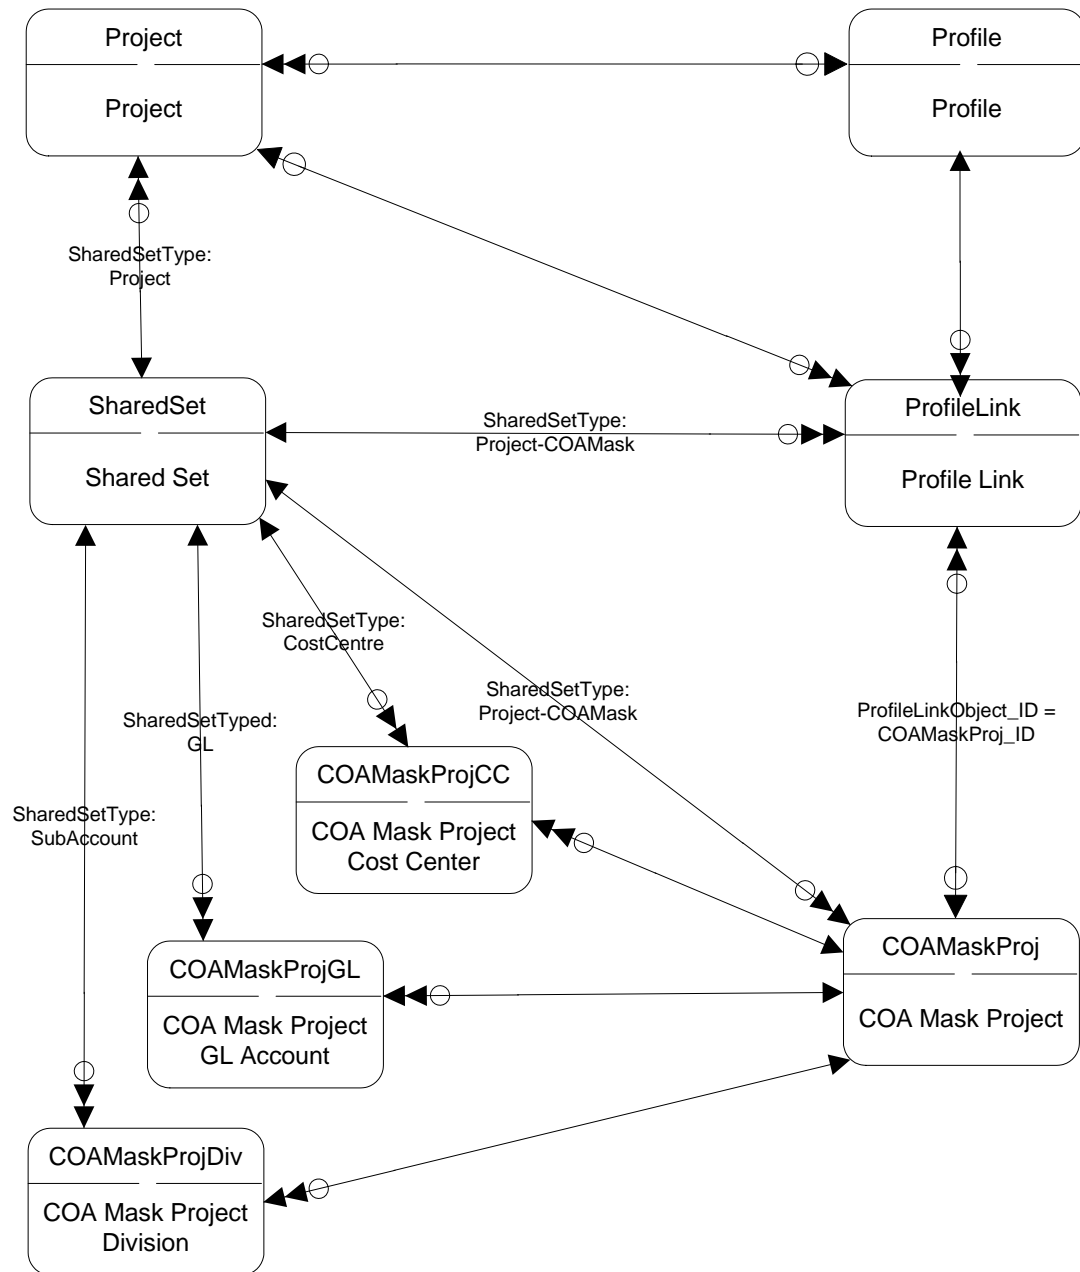 Project
Project
Profile
Profile
SharedSetType:
Project
SharedSet
Shared Set
SharedSetType:
Project-COAMask
ProfileLink
Profile Link
SharedSetType:
CostCentre
SharedSetType:
Project-COAMask
SharedSetTyped:
GL
ProfileLinkObject_ID =
COAMaskProj_ID
SharedSetType:
SubAccount
COAMaskProjCC
COA Mask Project
Cost Center
COAMaskProjGL
COA Mask Project
GL Account
COAMaskProj
COA Mask Project
COAMaskProjDiv
COA Mask Project
Division